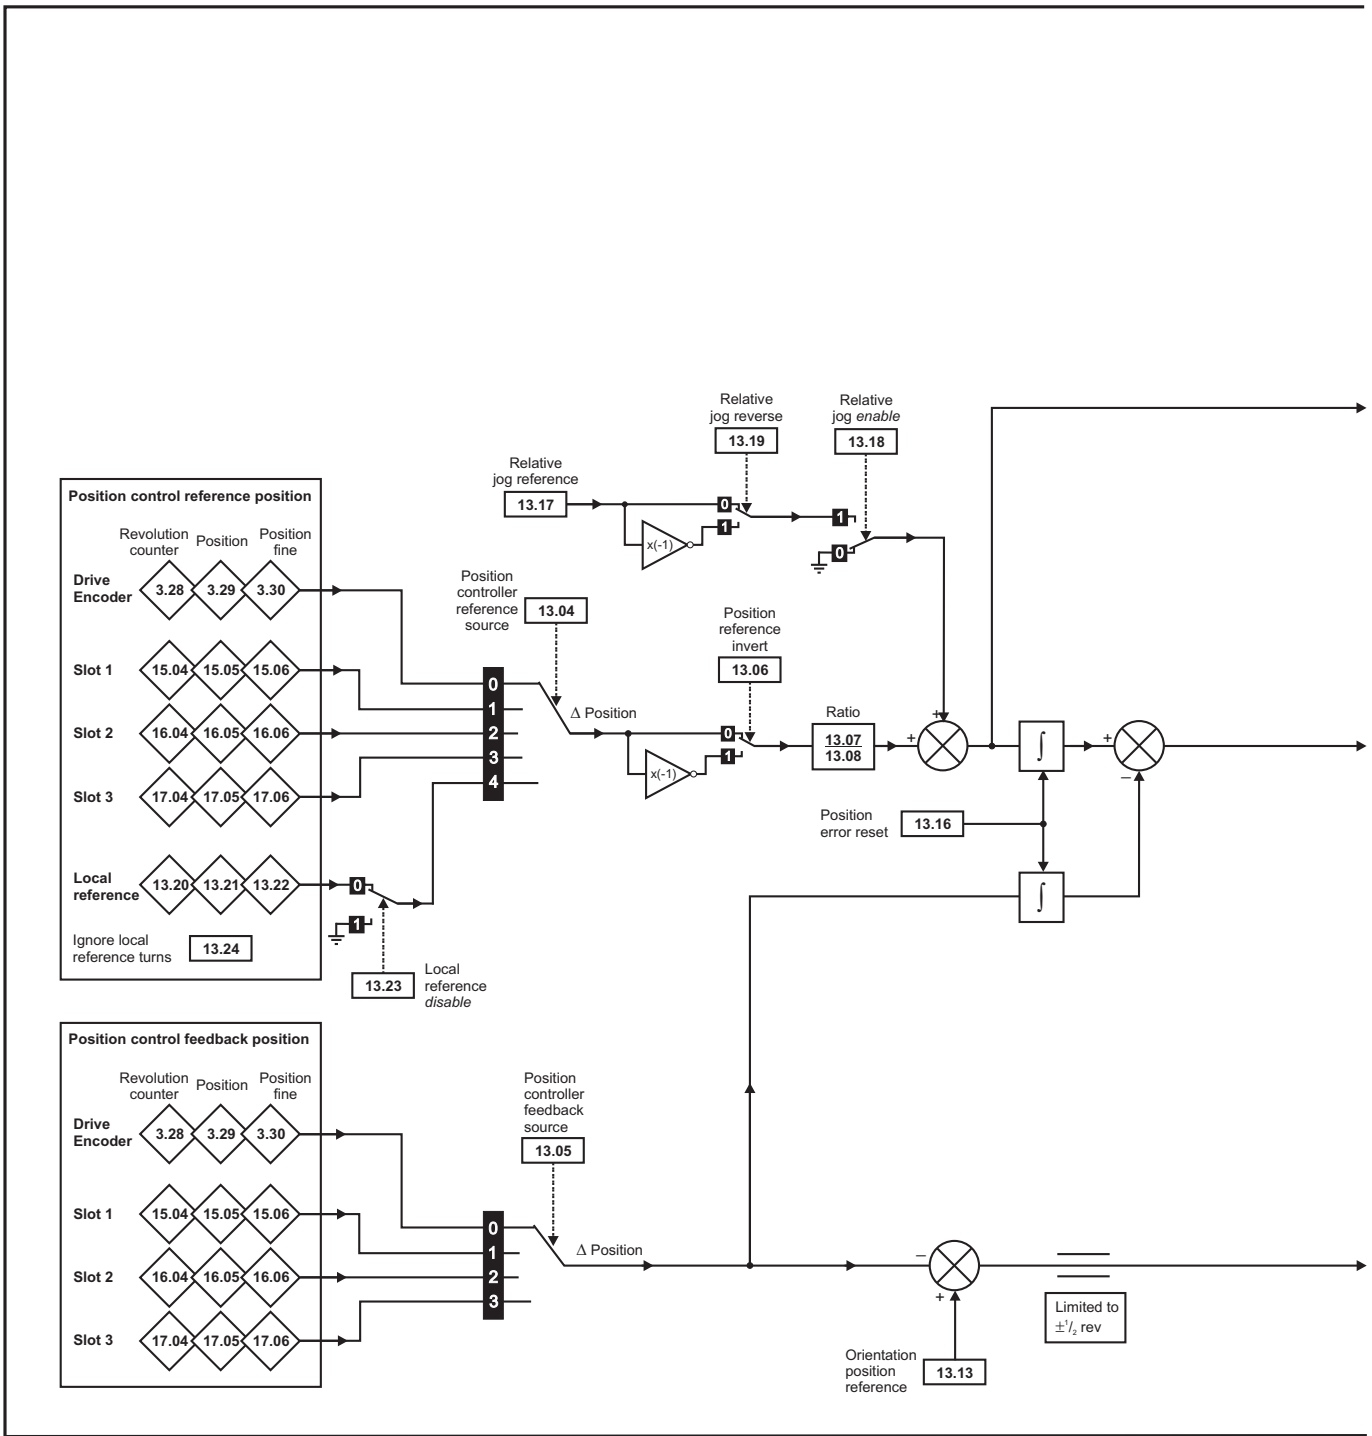 Relative
jog reverse
13.19
Relative
jog enable
13.18
Relative
jog reference
13.17
0
1
x(-1)
1
0
Position control reference position
Revolution
counter
Position
Position
fine
Drive
Encoder
3.28
3.29
3.30
Slot 1
15.04
15.05
15.06
Slot 2
16.04
16.05
16.06
Slot 3
17.04
17.05
17.06
Local
reference
13.20
13.21
13.22
Ignore local
reference turns
13.24
0
1
13.23
Local
reference
disable
Position
controller
reference
source
13.04
0
1
2
3
4
Δ Position
x(-1)
Position
reference
invert
13.06
0
1
Ratio
13.07
13.08
+
+
∫
+
–
Position
error reset
13.16
∫
Position control feedback position
Revolution
counter
Position
Position
fine
Drive
Encoder
3.28
3.29
3.30
Slot 1
15.04
15.05
15.06
Slot 2
16.04
16.05
16.06
Slot 3
17.04
17.05
17.06
Position
controller
feedback
source
13.05
0
1
2
3
Δ Position
–
+
Limited to
±1/2 rev
Orientation
position
reference
13.13